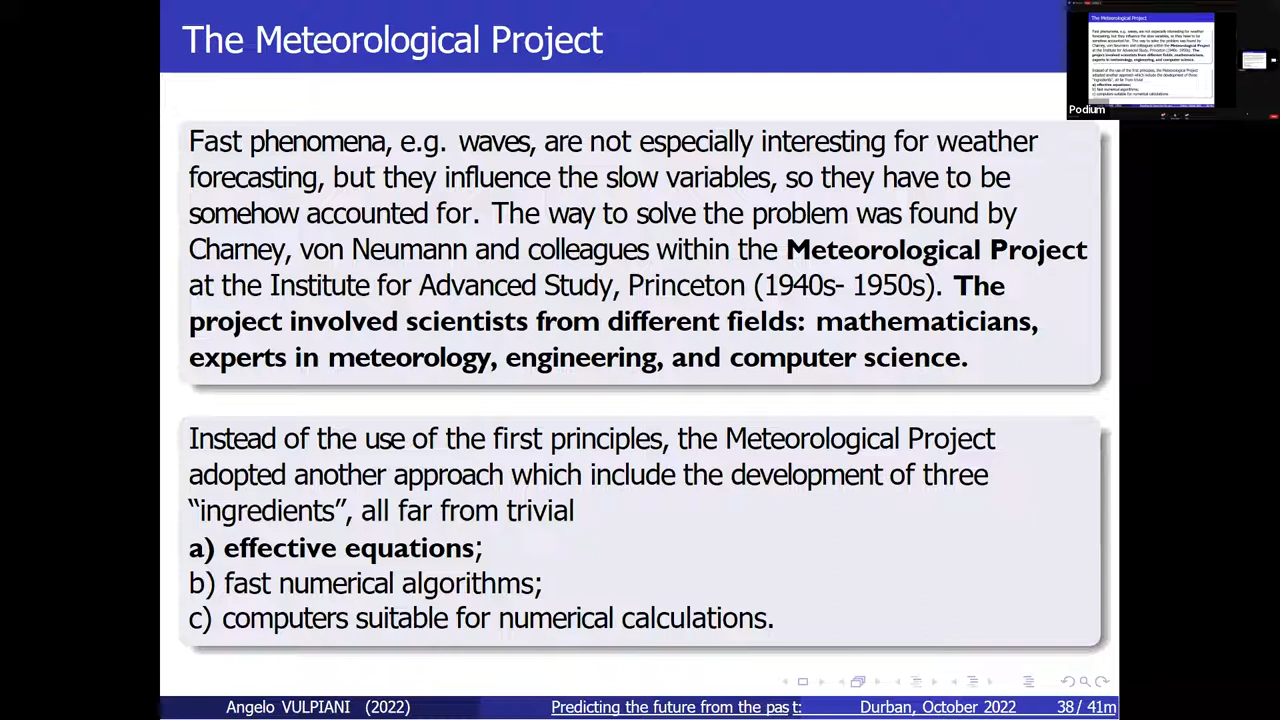 The Meteorological Project
Podium
Fast phenomena, e.g. waves, are not especially interesting for weather
forecasting, but they influence the slow variables, so they have to be
somehow accounted for. The way to solve the problem was found by
Charney, von Neumann and colleagues within the Meteorological Project
at the Institute for Advanced Study, Princeton (1940s- 1950s). The
project involved scientists from different fields: mathematicians,
experts in meteorology, engineering, and computer science.
Instead of the use of the first principles, the Meteorological Project
adopted another approach which include the development of three
“ingredients”, all far from trivial
a) effective equations;
b) fast numerical algorithms;
c) computers suitable for numerical calculations.
Angelo VULPIANI (2022) Predicting the future from the past: Durban, October 2022 38 / 41m